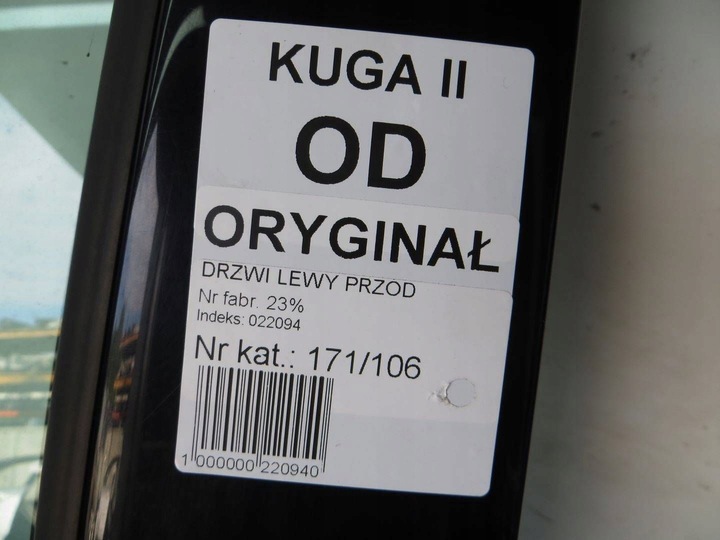 KUGA II
OD
ORYGINAŁ
DRZWI LEWY PRZOD
Nr fabr. 23%
Indeks: 022094
Nr kat.: 171/106
1 000000 220940